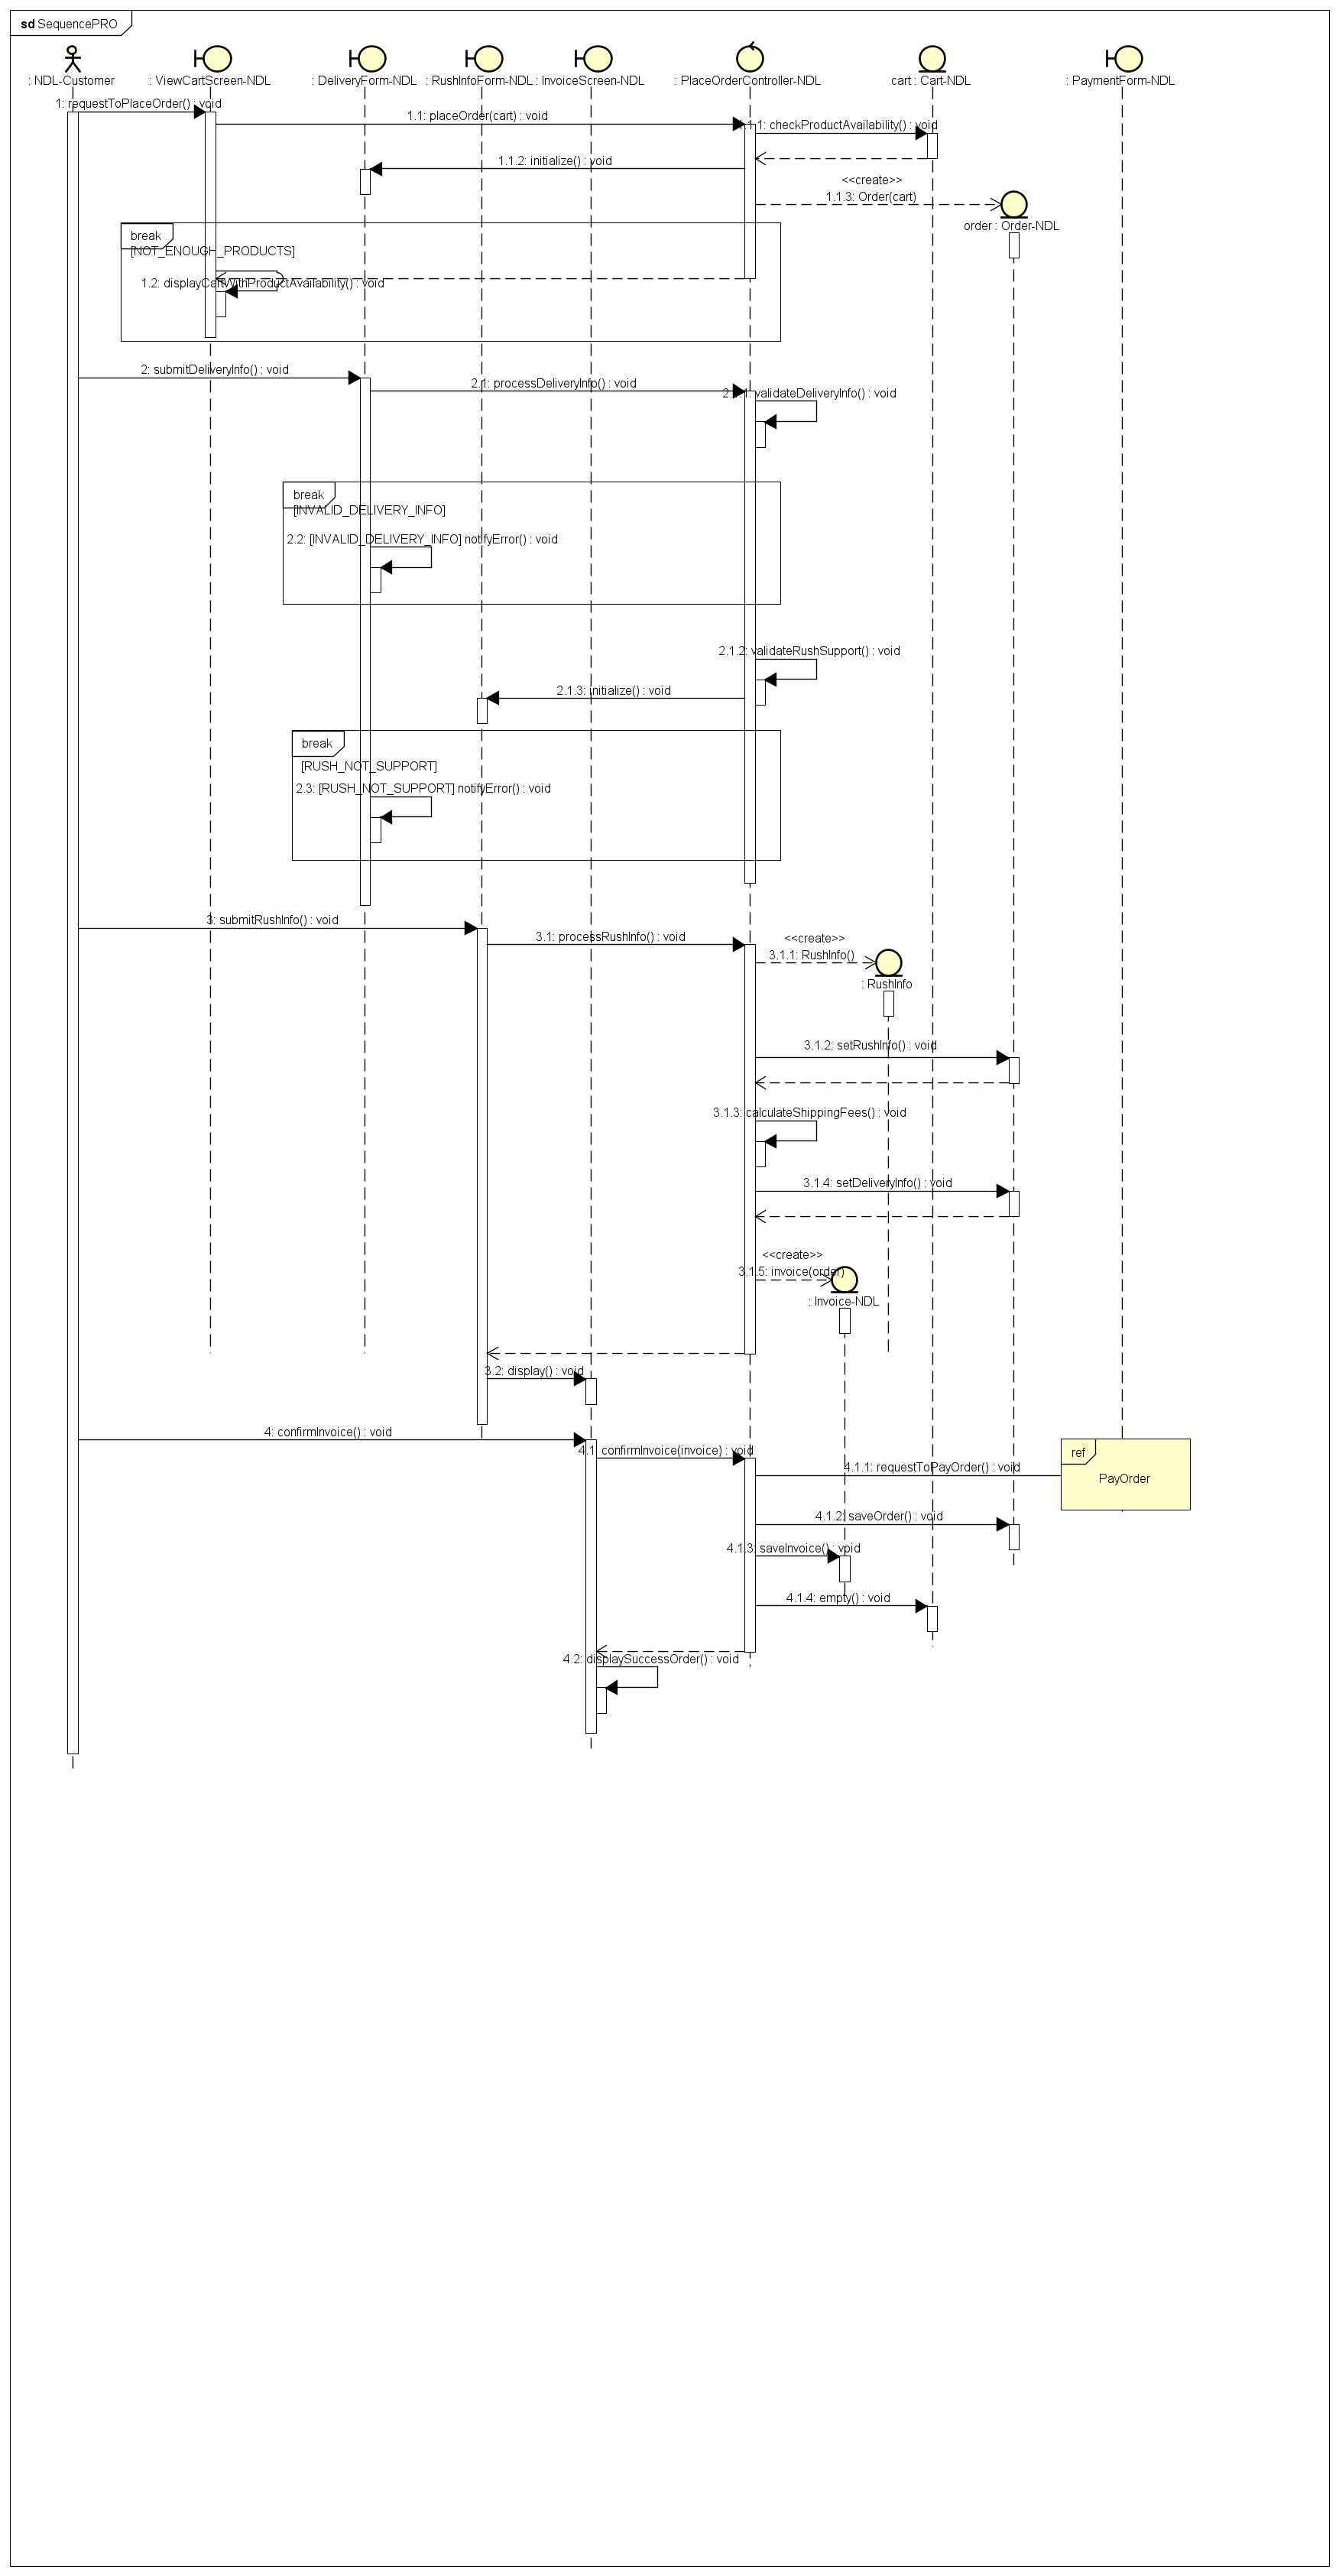 sd SequencePRO
: NDL-Customer
: ViewCartScreen-NDL
: DeliveryForm-NDL
: RushInfoForm-NDL
: InvoiceScreen-NDL
: PlaceOrderController-NDL
cart : Cart-NDL
: PaymentForm-NDL
1: requestToPlaceOrder() : void
1.1: placeOrder(cart) : void
1.1.1: checkProductAvailability() : void
1.1.2: initialize() : void
<<create>>
1.1.3: Order(cart)
order : Order-NDL
break
[NOT_ENOUGH_PRODUCTS]
1.2: displayCartWithProductAvailability() : void
2: submitDeliveryInfo() : void
2.1: processDeliveryInfo() : void
2.1.1: validateDeliveryInfo() : void
break
[INVALID_DELIVERY_INFO]
2.2: [INVALID_DELIVERY_INFO] notifyError() : void
2.1.2: validateRushSupport() : void
2.1.3: initialize() : void
break
[RUSH_NOT_SUPPORT]
2.3: [RUSH_NOT_SUPPORT] notifyError() : void
3: submitRushInfo() : void
3.1: processRushInfo() : void
<<create>>
3.1.1: RushInfo()
: RushInfo
3.1.2: setRushInfo() : void
3.1.3: calculateShippingFees() : void
3.1.4: setDeliveryInfo() : void
<<create>>
3.1.5: invoice(order)
: Invoice-NDL
3.2: display() : void
4: confirmInvoice() : void
4.1: confirmInvoice(invoice) : void
ref
4.1.1: requestToPayOrder() : void
PayOrder
4.1.2: saveOrder() : void
4.1.3: saveInvoice() : void
4.1.4: empty() : void
4.2: displaySuccessOrder() : void